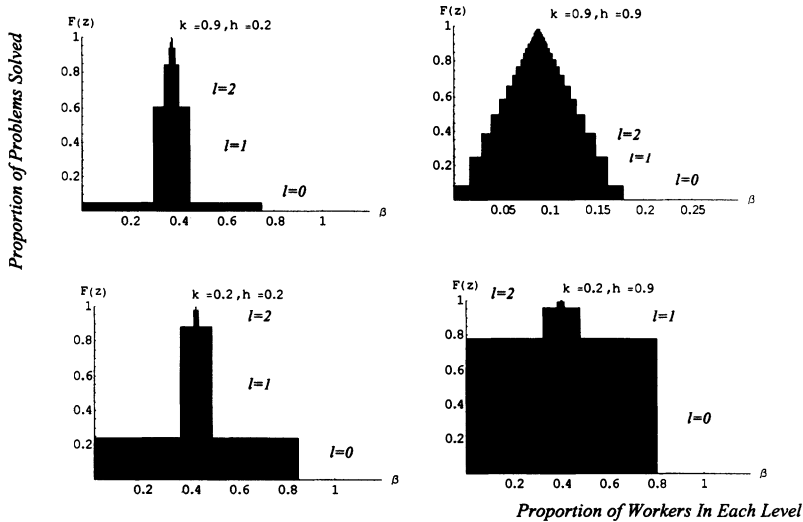 Proportion of Problems Solved
F(z)
k =0.9,h =0.2
1
0.8
0.6
0.4
0.2
l=2
l=1
l=0
0.2 0.4 0.6 0.8 1 β
F(z)
k =0.9,h =0.9
1
0.8
0.6
0.4
0.2
l=2
l=1
l=0
0.05 0.1 0.15 0.2 0.25 β
F(z)
k =0.2,h =0.2
1
0.8
0.6
0.4
0.2
l=2
l=1
l=0
0.2 0.4 0.6 0.8 1 β
F(z)
k =0.2,h =0.9
1
0.8
0.6
0.4
0.2
l=2
l=1
l=0
0.2 0.4 0.6 0.8 1 β
Proportion of Workers In Each Level